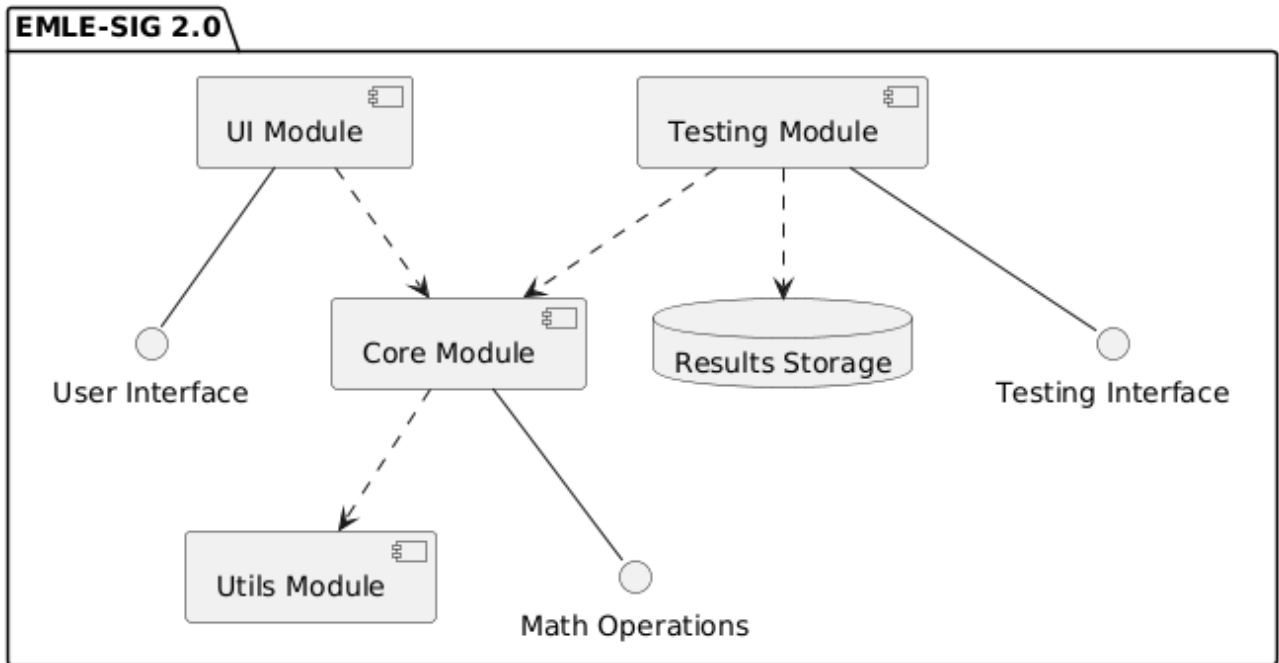 EMLE-SIG 2.0
UI Module
Testing Module
User Interface
Core Module
Results Storage
Testing Interface
Utils Module
Math Operations